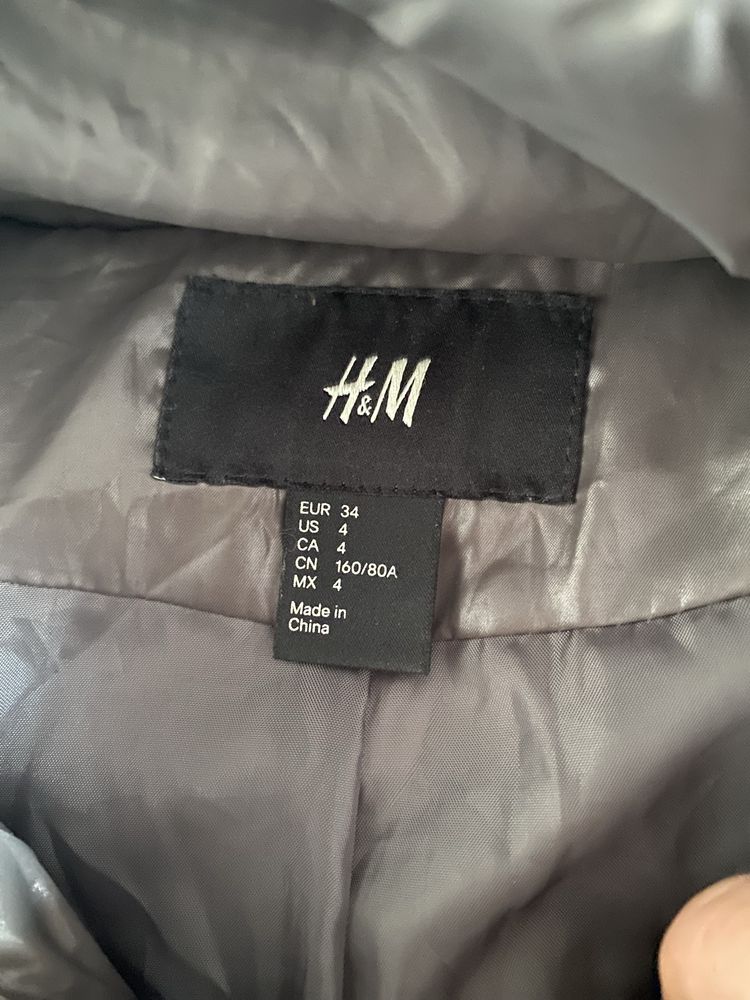 H&M
EUR 34
US 4
CA 4
CN 160/80A
MX 4
Made in
China